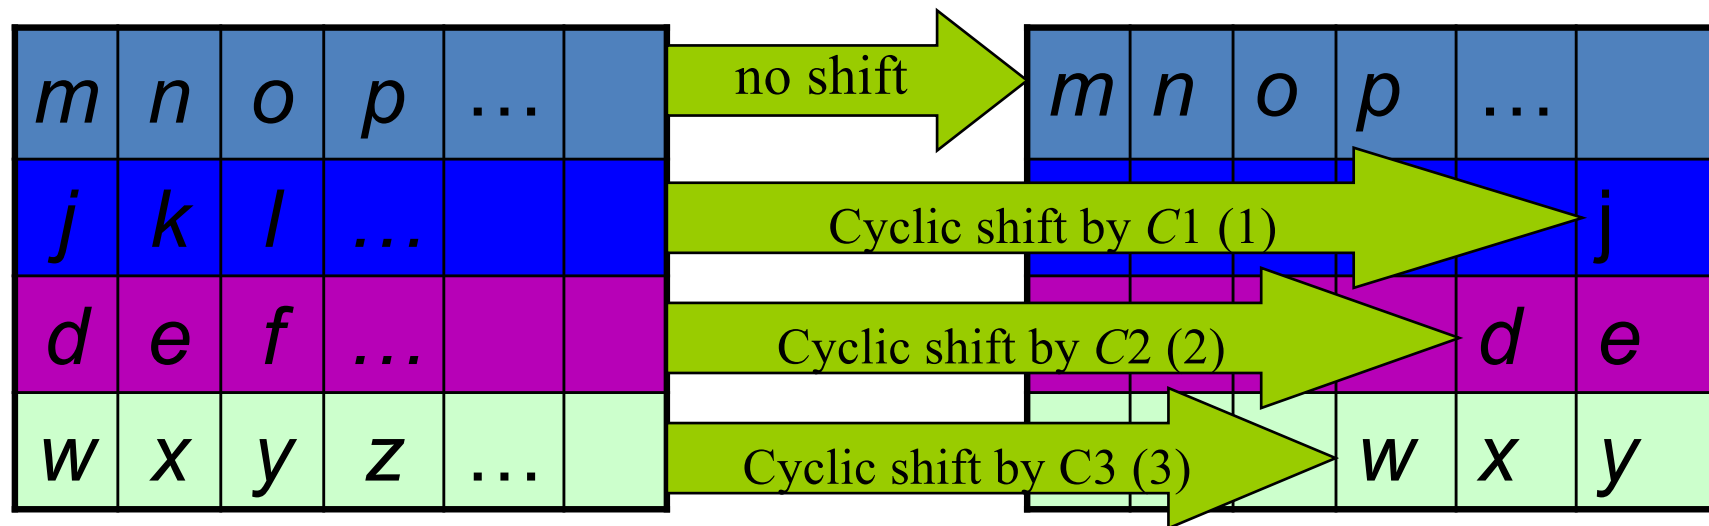 m n o p … no shift m n o p …
j k l … Cyclic shift by C1 (1) j
d e f … Cyclic shift by C2 (2) d e
w x y z … Cyclic shift by C3 (3) w x y